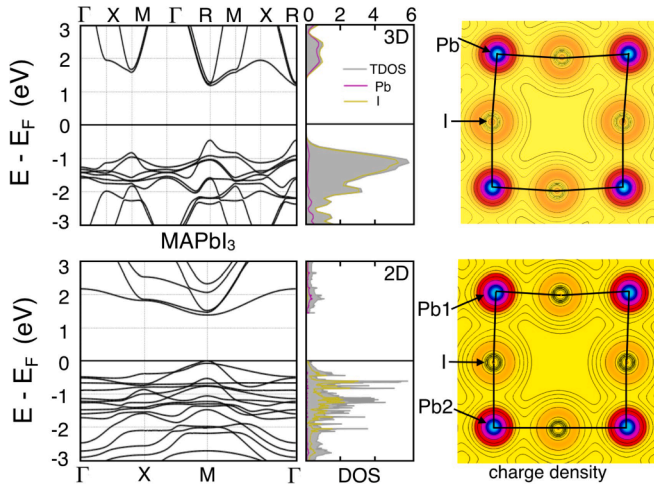 Γ X M Γ R M X R
0 2 4 6
3
2
1
0
-1
-2
-3
E - E_F (eV)
3D
TDOS
Pb
I
Pb
I
MAPbI₃
3
2
1
0
-1
-2
-3
E - E_F (eV)
2D
Pb1
I
Pb2
Γ X M Γ
DOS
charge density